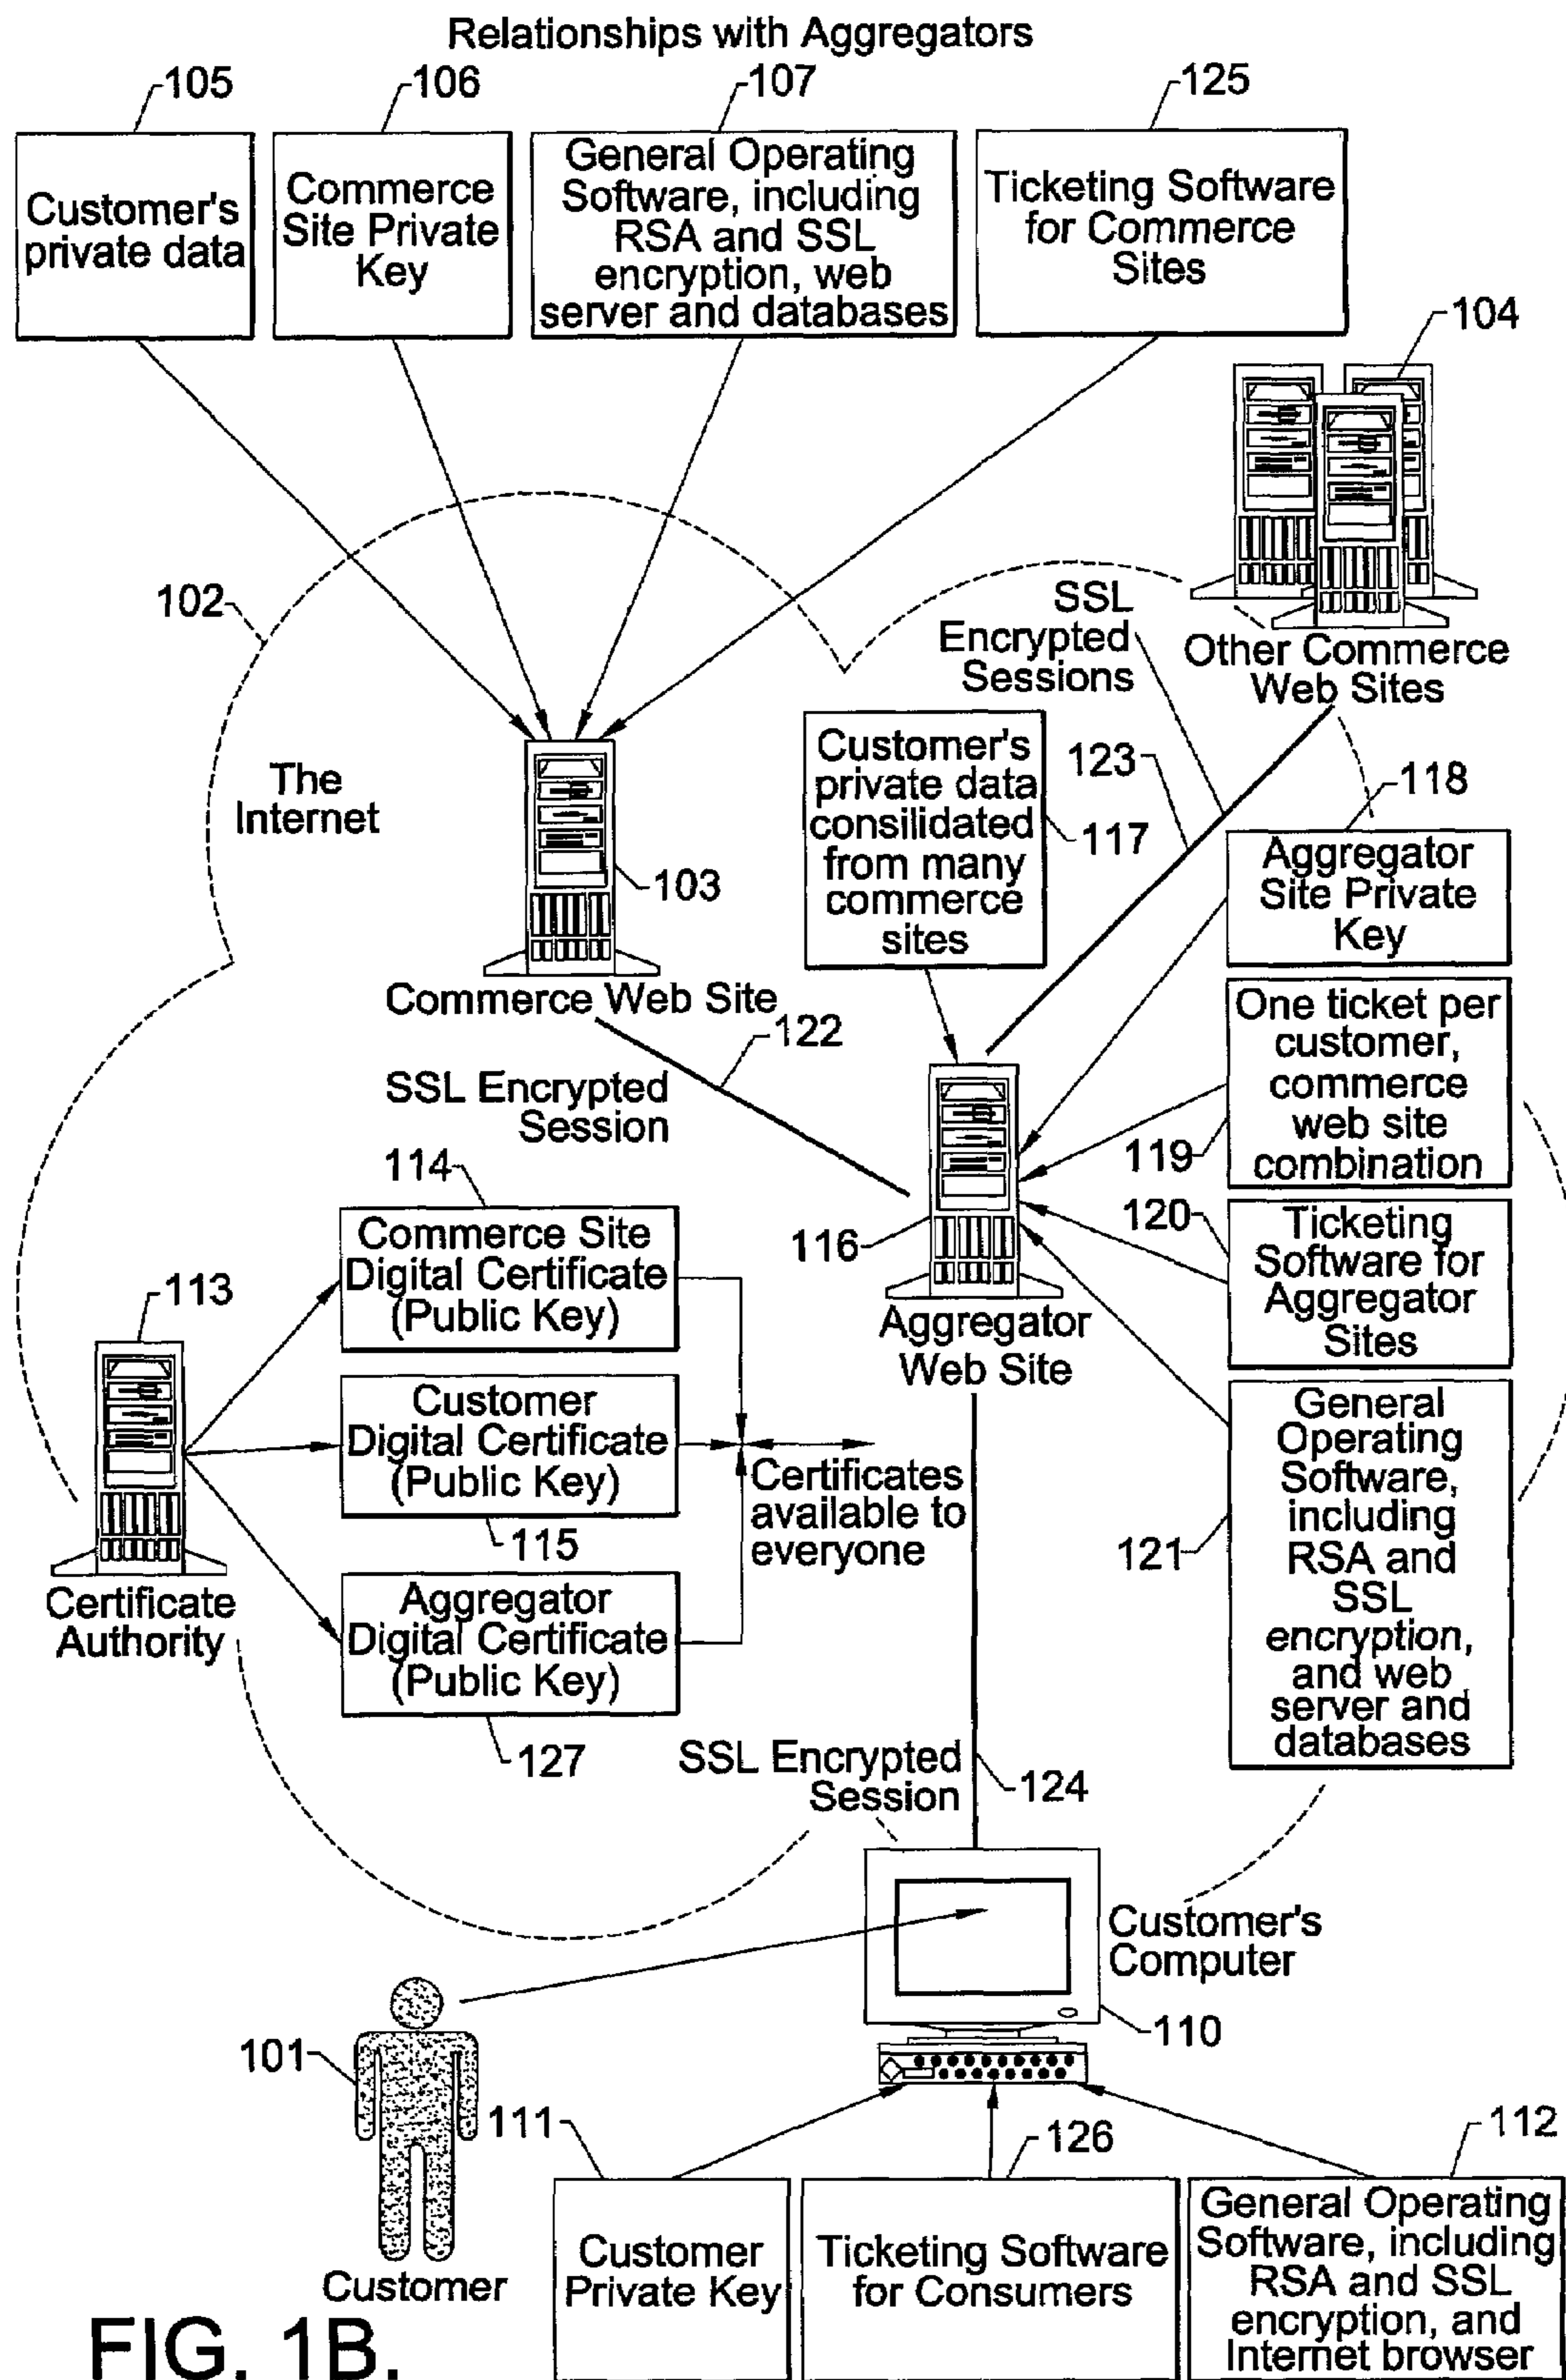 Relationships with Aggregators
105
106
107
125
Customer's
private data
Commerce
Site Private
Key
General Operating
Software, including
RSA and SSL
encryption, web
server and databases
Ticketing Software
for Commerce
Sites
104
102
SSL
Encrypted
Sessions
Other Commerce
Web Sites
The
Internet
103
Commerce Web Site
Customer's
private data
consilidated
from many
commerce
sites
117
123
118
Aggregator
Site Private
Key
122
SSL Encrypted
Session
One ticket per
customer,
commerce
web site
combination
119
114
Commerce Site
Digital Certificate
(Public Key)
116
Aggregator
Web Site
120
Ticketing
Software for
Aggregator
Sites
113
Certificate
Authority
Customer
Digital Certificate
(Public Key)
115
Certificates
available to
everyone
121
General
Operating
Software,
including
RSA and
SSL
encryption,
and web
server and
databases
Aggregator
Digital Certificate
(Public Key)
127
SSL Encrypted
Session
124
Customer's
Computer
110
101
Customer
111
126
112
Customer
Private Key
Ticketing Software
for Consumers
General Operating
Software, including
RSA and SSL
encryption, and
Internet browser
FIG. 1B.